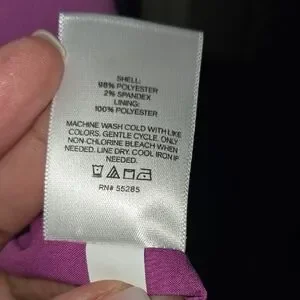 SHELL:
98% POLYESTER
2% SPANDEX
LINING:
100% POLYESTER
MACHINE WASH COLD WITH LIKE
COLORS. GENTLE CYCLE. ONLY
NON-CHLORINE BLEACH WHEN
NEEDED. LINE DRY. COOL IRON IF
NEEDED.
RN# 55285